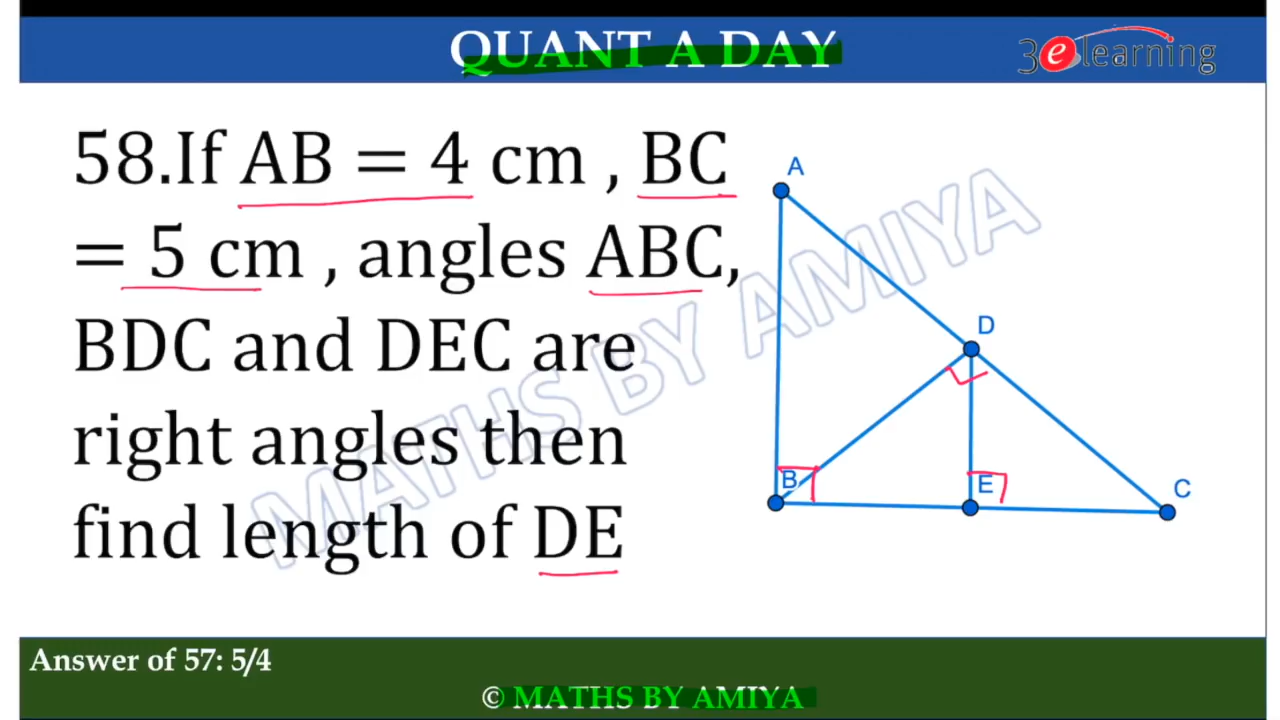 QUANT A DAY
3elearning
58.If AB = 4 cm , BC
= 5 cm , angles ABC,
BDC and DEC are
right angles then
find length of DE
A
D
B
E
C
MATHS BY AMIYA
Answer of 57: 5/4
© MATHS BY AMIYA